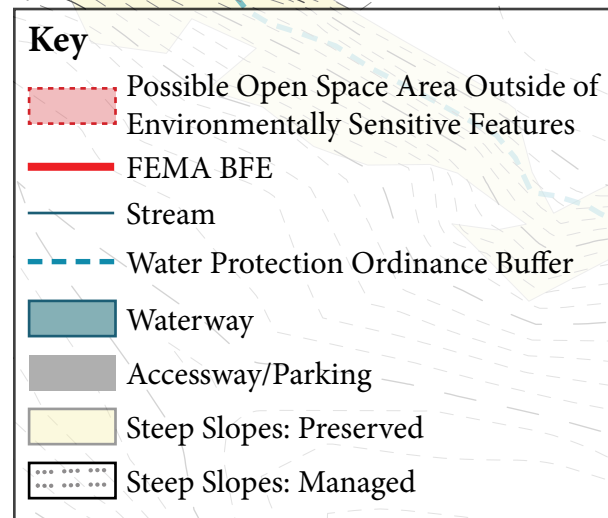 Key
Possible Open Space Area Outside of
Environmentally Sensitive Features
FEMA BFE
Stream
Water Protection Ordinance Buffer
Waterway
Accessway/Parking
Steep Slopes: Preserved
Steep Slopes: Managed